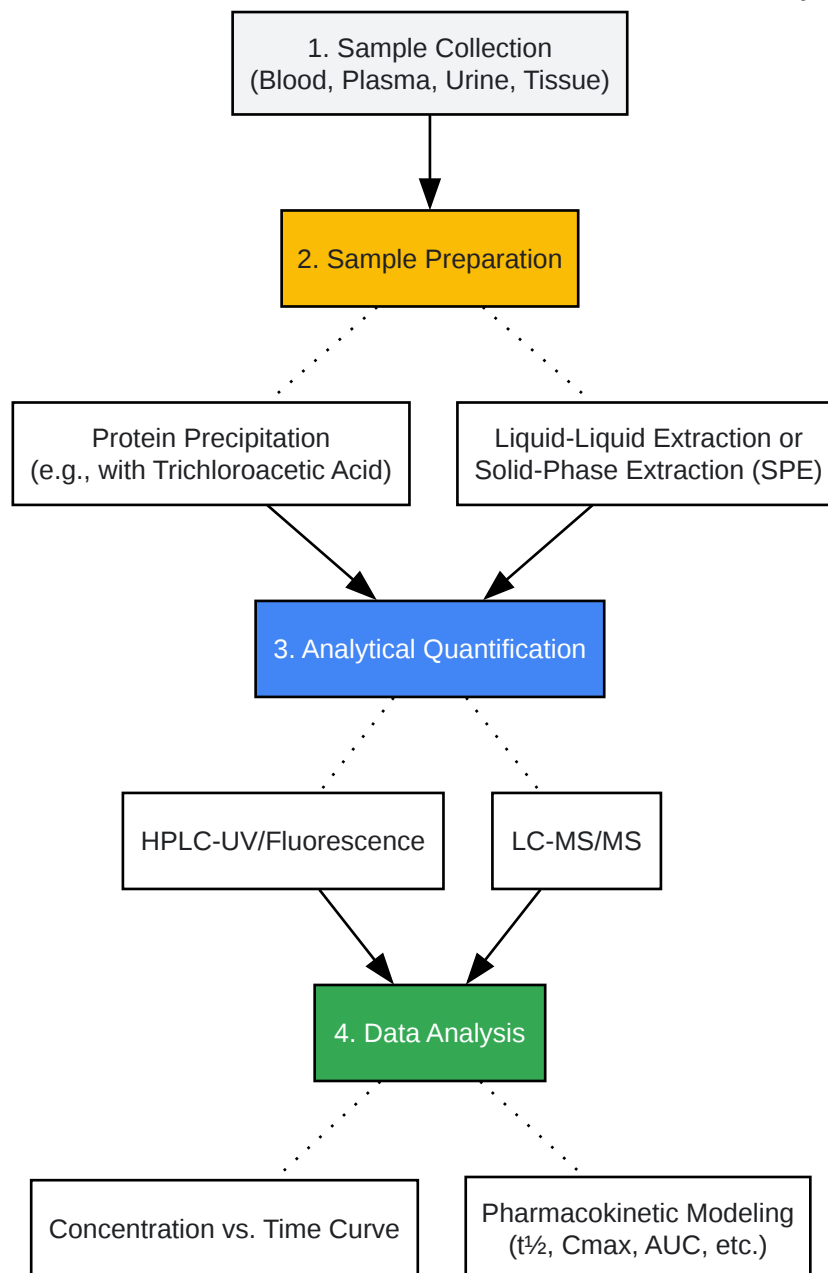 1. Sample Collection
(Blood, Plasma, Urine, Tissue)
2. Sample Preparation
Protein Precipitation
(e.g., with Trichloroacetic Acid)
Liquid-Liquid Extraction or
Solid-Phase Extraction (SPE)
3. Analytical Quantification
HPLC-UV/Fluorescence
LC-MS/MS
4. Data Analysis
Concentration vs. Time Curve
Pharmacokinetic Modeling
(t½, Cmax, AUC, etc.)